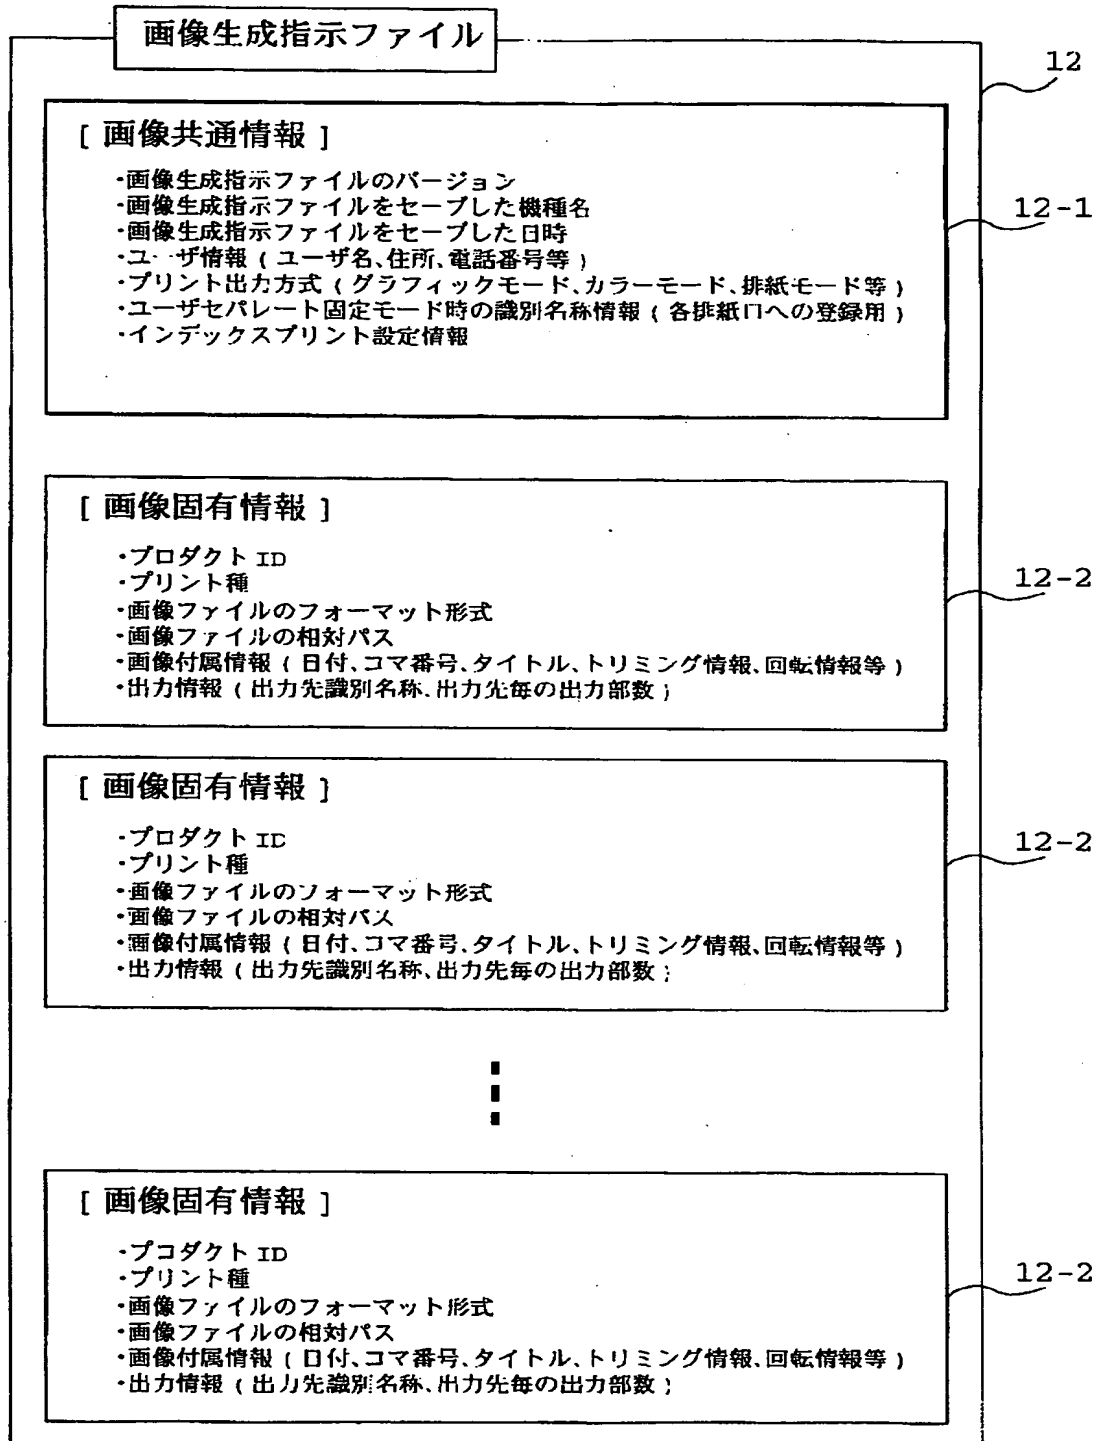 画像生成指示ファイル
12
[ 画像共通情報 ]
12-1
・画像生成指示ファイルのバージョン
・画像生成指示ファイルをセーブした機種名
・画像生成指示ファイルをセーブした日時
・ユーザ情報 ( ユーザ名、住所、電話番号等 )
・プリント出力方式 ( グラフィックモード、カラーモード、排紙モード等 )
・ユーザセパレート固定モード時の識別名称情報 ( 各排紙口への登録用 )
・インデックスプリント設定情報
[ 画像固有情報 ]
・プロダクト ID
12-2
・プリント種
・画像ファイルのフォーマット形式
・画像ファイルの相対パス
・画像付属情報 ( 日付、コマ番号、タイトル、トリミング情報、回転情報等 )
・出力情報 ( 出力先識別名称、出力先毎の出力部数 )
[ 画像固有情報 ]
・プロダクト ID
12-2
・プリント種
・画像ファイルのフォーマット形式
・画像ファイルの相対パス
・画像付属情報 ( 日付、コマ番号、タイトル、トリミング情報、回転情報等 )
・出力情報 ( 出力先識別名称、出力先毎の出力部数 )
[ 画像固有情報 ]
・プロダクト ID
12-2
・プリント種
・画像ファイルのフォーマット形式
・画像ファイルの相対パス
・画像付属情報 ( 日付、コマ番号、タイトル、トリミング情報、回転情報等 )
・出力情報 ( 出力先識別名称、出力先毎の出力部数 )